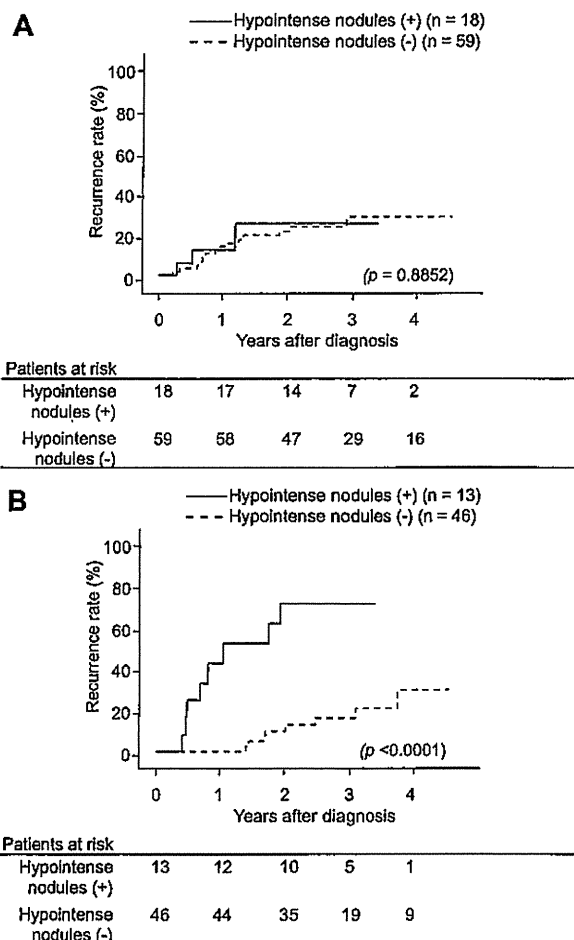 A
Hypointense nodules (+) (n = 18)
Hypointense nodules (-) (n = 59)
Recurrence rate (%)
100
80
60
40
20
0
(p = 0.8852)
0 1 2 3 4
Years after diagnosis
Patients at risk
Hypointense 18 17 14 7 2
nodules (+)
Hypointense 59 58 47 29 16
nodules (-)
B
Hypointense nodules (+) (n = 13)
Hypointense nodules (-) (n = 46)
Recurrence rate (%)
100
80
60
40
20
0
(p <0.0001)
0 1 2 3 4
Years after diagnosis
Patients at risk
Hypointense 13 12 10 5 1
nodules (+)
Hypointense 46 44 35 19 9
nodules (-)